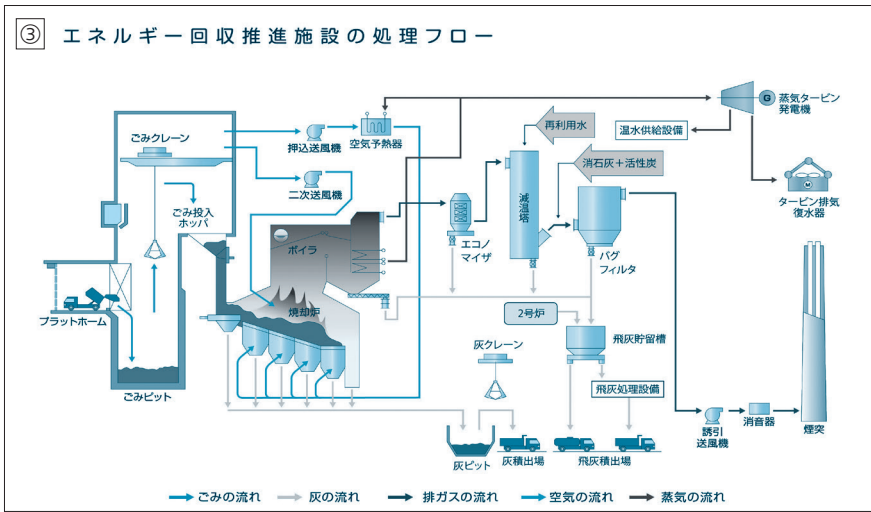 ③ エネルギー回収推進施設の処理フロー
ごみクレーン
押込送風機
空気予熱器
再利用水
G
蒸気タービン
発電機
温水供給設備
二次送風機
消石灰+活性炭
ごみ投入
ホッパ
減温塔
M
タービン排気
復水器
ボイラ
エコノ
マイザ
バグ
フィルタ
焼却炉
プラットホーム
2号炉
灰クレーン
飛灰貯留槽
ごみピット
飛灰処理設備
誘引
送風機
消音器
煙突
灰ピット
灰積出場
飛灰積出場
ごみの流れ
灰の流れ
排ガスの流れ
空気の流れ
蒸気の流れ